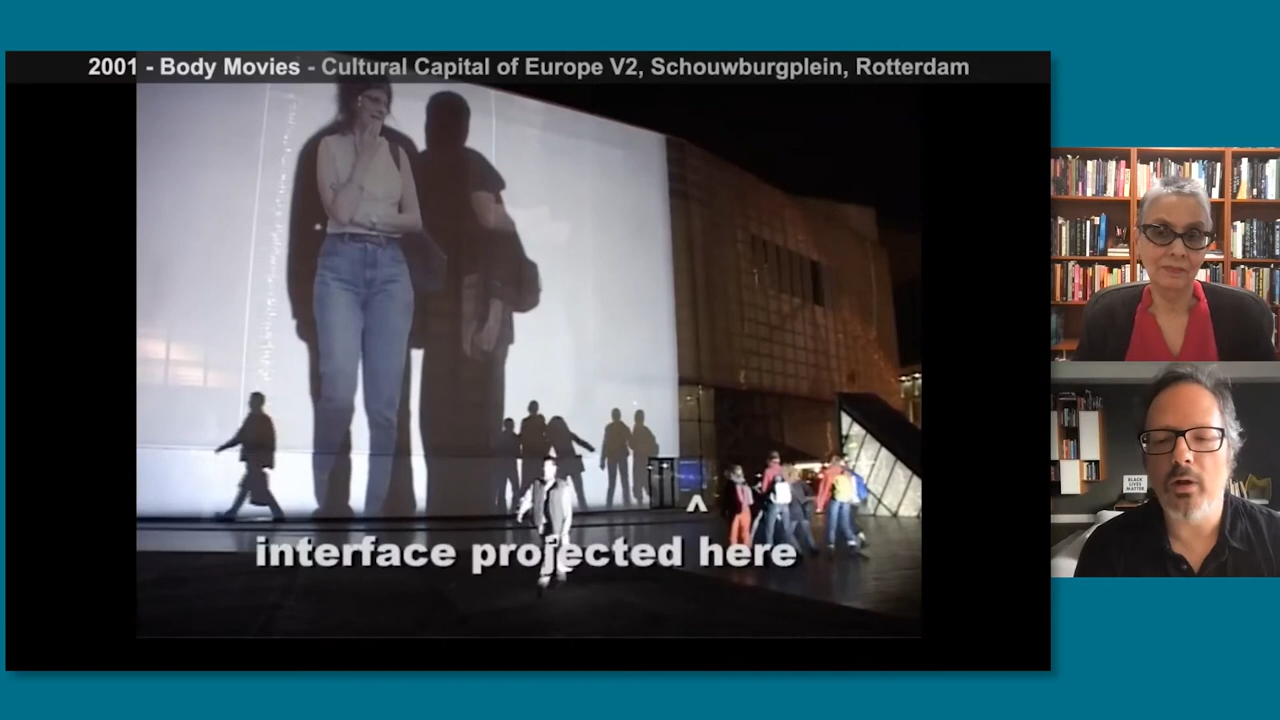 2001 - Body Movies - Cultural Capital of Europe V2, Schouwburgplein, Rotterdam
^
interface projected here
BLACK
LIVES
MATTER